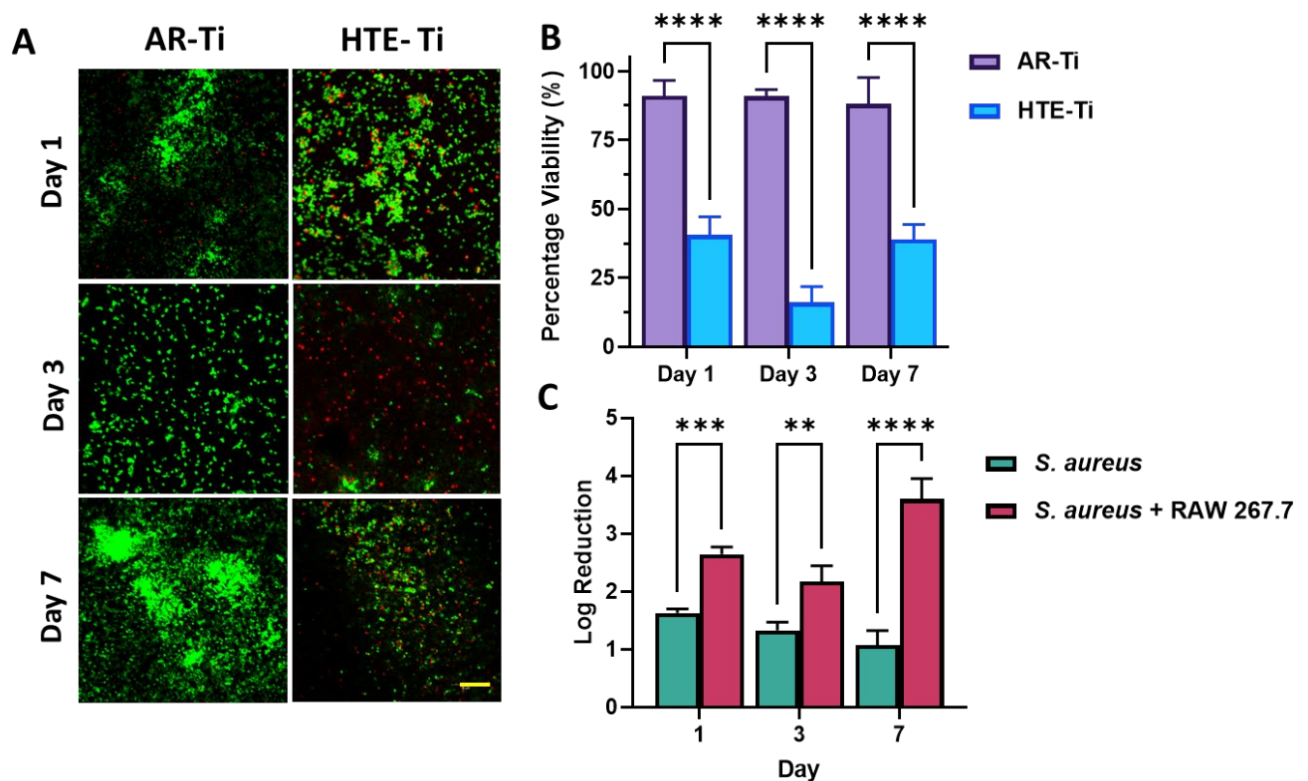 A
AR-Ti
HTE- Ti
Day 1
Day 3
Day 7
B
**** **** ****
100
75
50
25
0
Percentage Viability (%)
Day 1 Day 3 Day 7
AR-Ti
HTE-Ti
C
*** ** ****
5
4
3
2
1
0
Log Reduction
1 3 7
Day
S. aureus
S. aureus + RAW 267.7